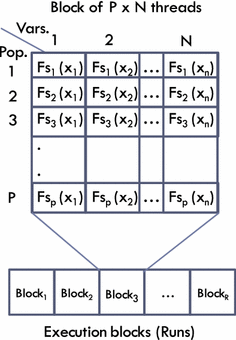 Block of P x N threads
Vars.
1 2 N
Pop.
1 Fs1 (x1) Fs1 (x2) ... Fs1 (xn)
2 Fs2 (x1) Fs2 (x2) ... Fs2 (xn)
3 Fs3 (x1) Fs3 (x2) ... Fs3 (xn)
.
.
P Fsp (x1) Fsp (x2) ... Fsp (xn)
Block1 Block2 Block3 ... BlockR
Execution blocks (Runs)